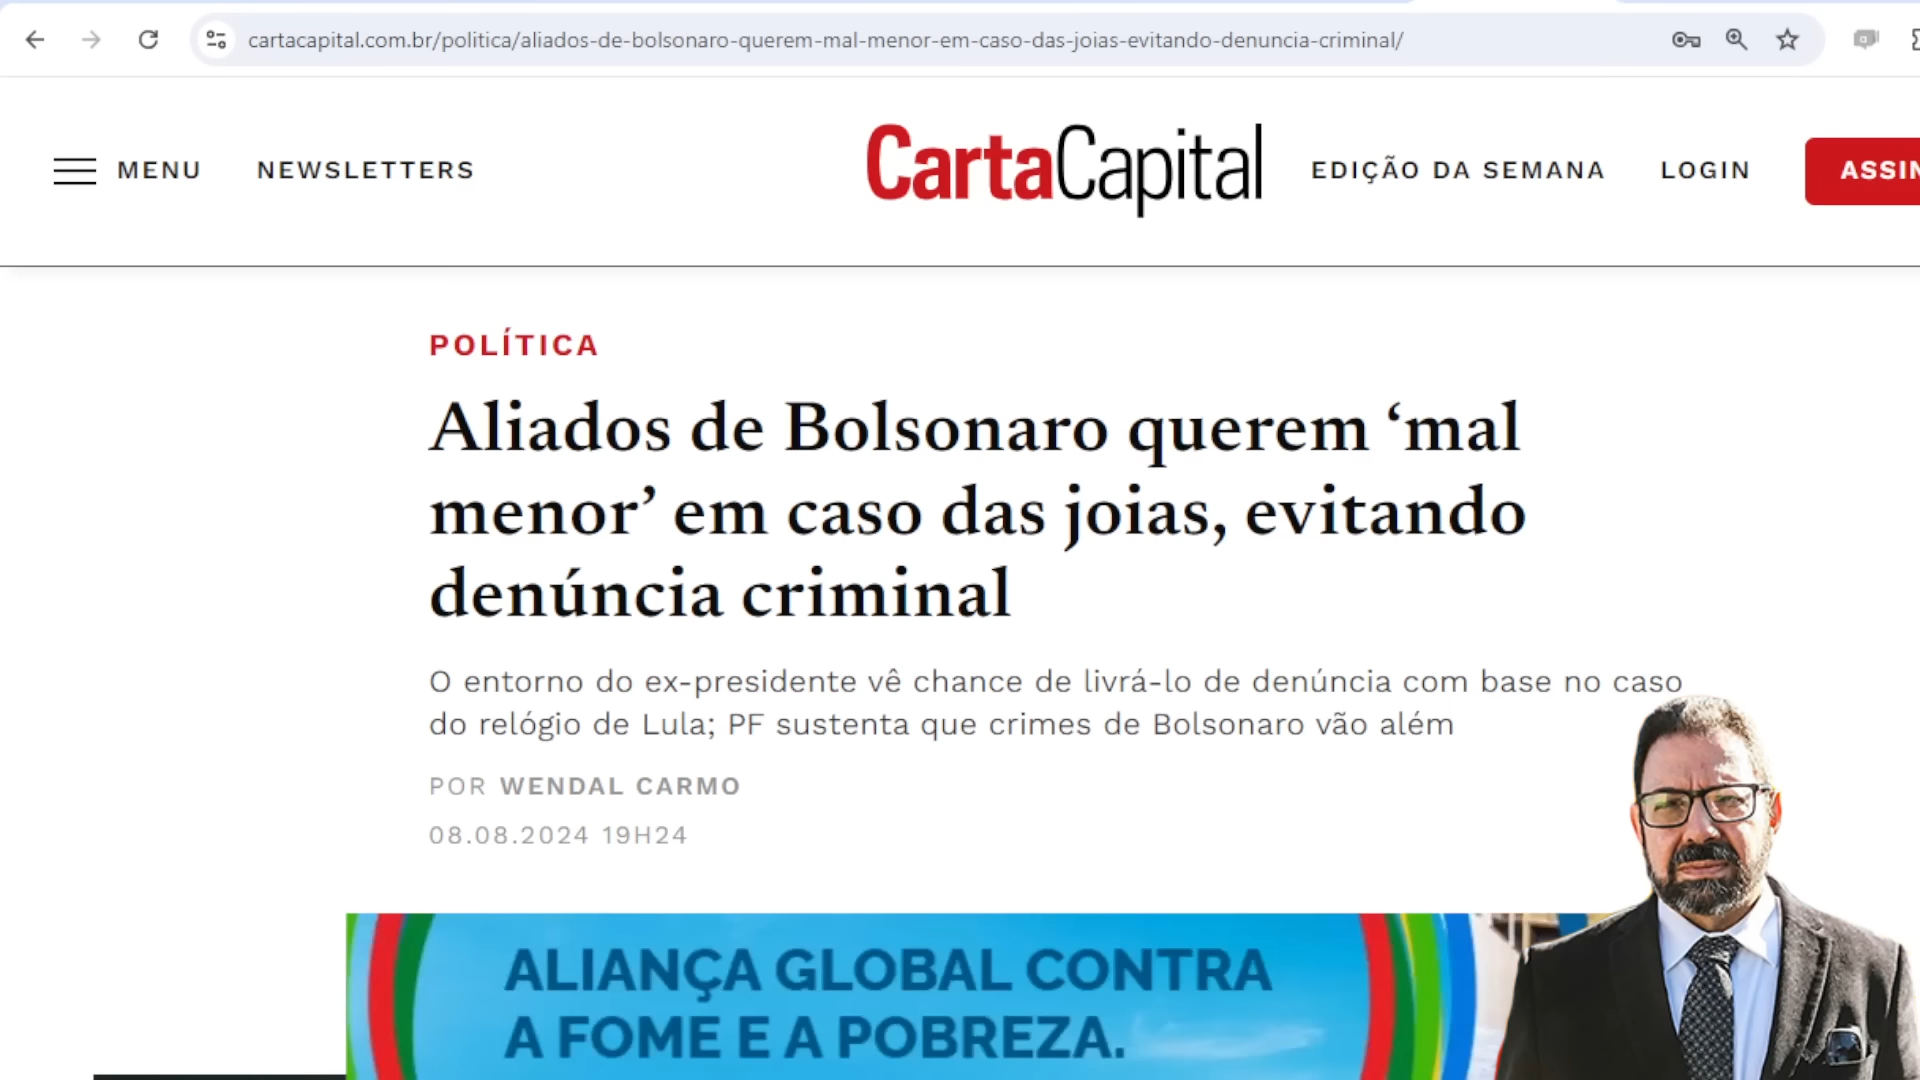 cartacapital.com.br/politica/aliados-de-bolsonaro-querem-mal-menor-em-caso-das-joias-evitando-denuncia-criminal/
MENU NEWSLETTERS CartaCapital EDIÇÃO DA SEMANA LOGIN ASSIN
POLÍTICA
Aliados de Bolsonaro querem ‘mal
menor’ em caso das joias, evitando
denúncia criminal
O entorno do ex-presidente vê chance de livrá-lo de denúncia com base no caso
do relógio de Lula; PF sustenta que crimes de Bolsonaro vão além
POR WENDAL CARMO
08.08.2024 19H24
ALIANÇA GLOBAL CONTRA
A FOME E A POBREZA.